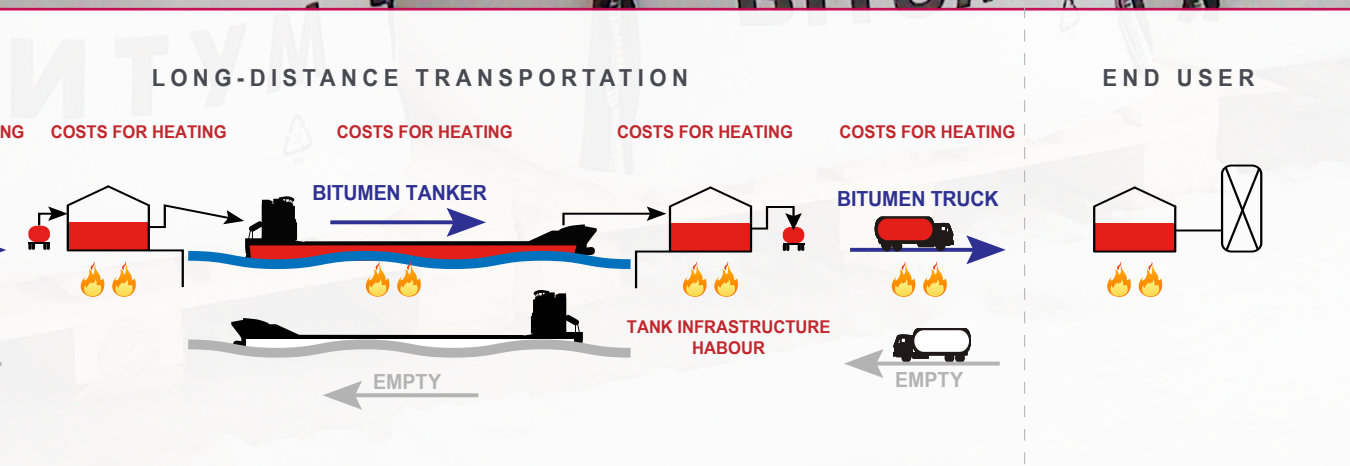 LONG-DISTANCE TRANSPORTATION
END USER
NG
COSTS FOR HEATING
COSTS FOR HEATING
COSTS FOR HEATING
COSTS FOR HEATING
BITUMEN TANKER
BITUMEN TRUCK
TANK INFRASTRUCTURE
HABOUR
EMPTY
EMPTY